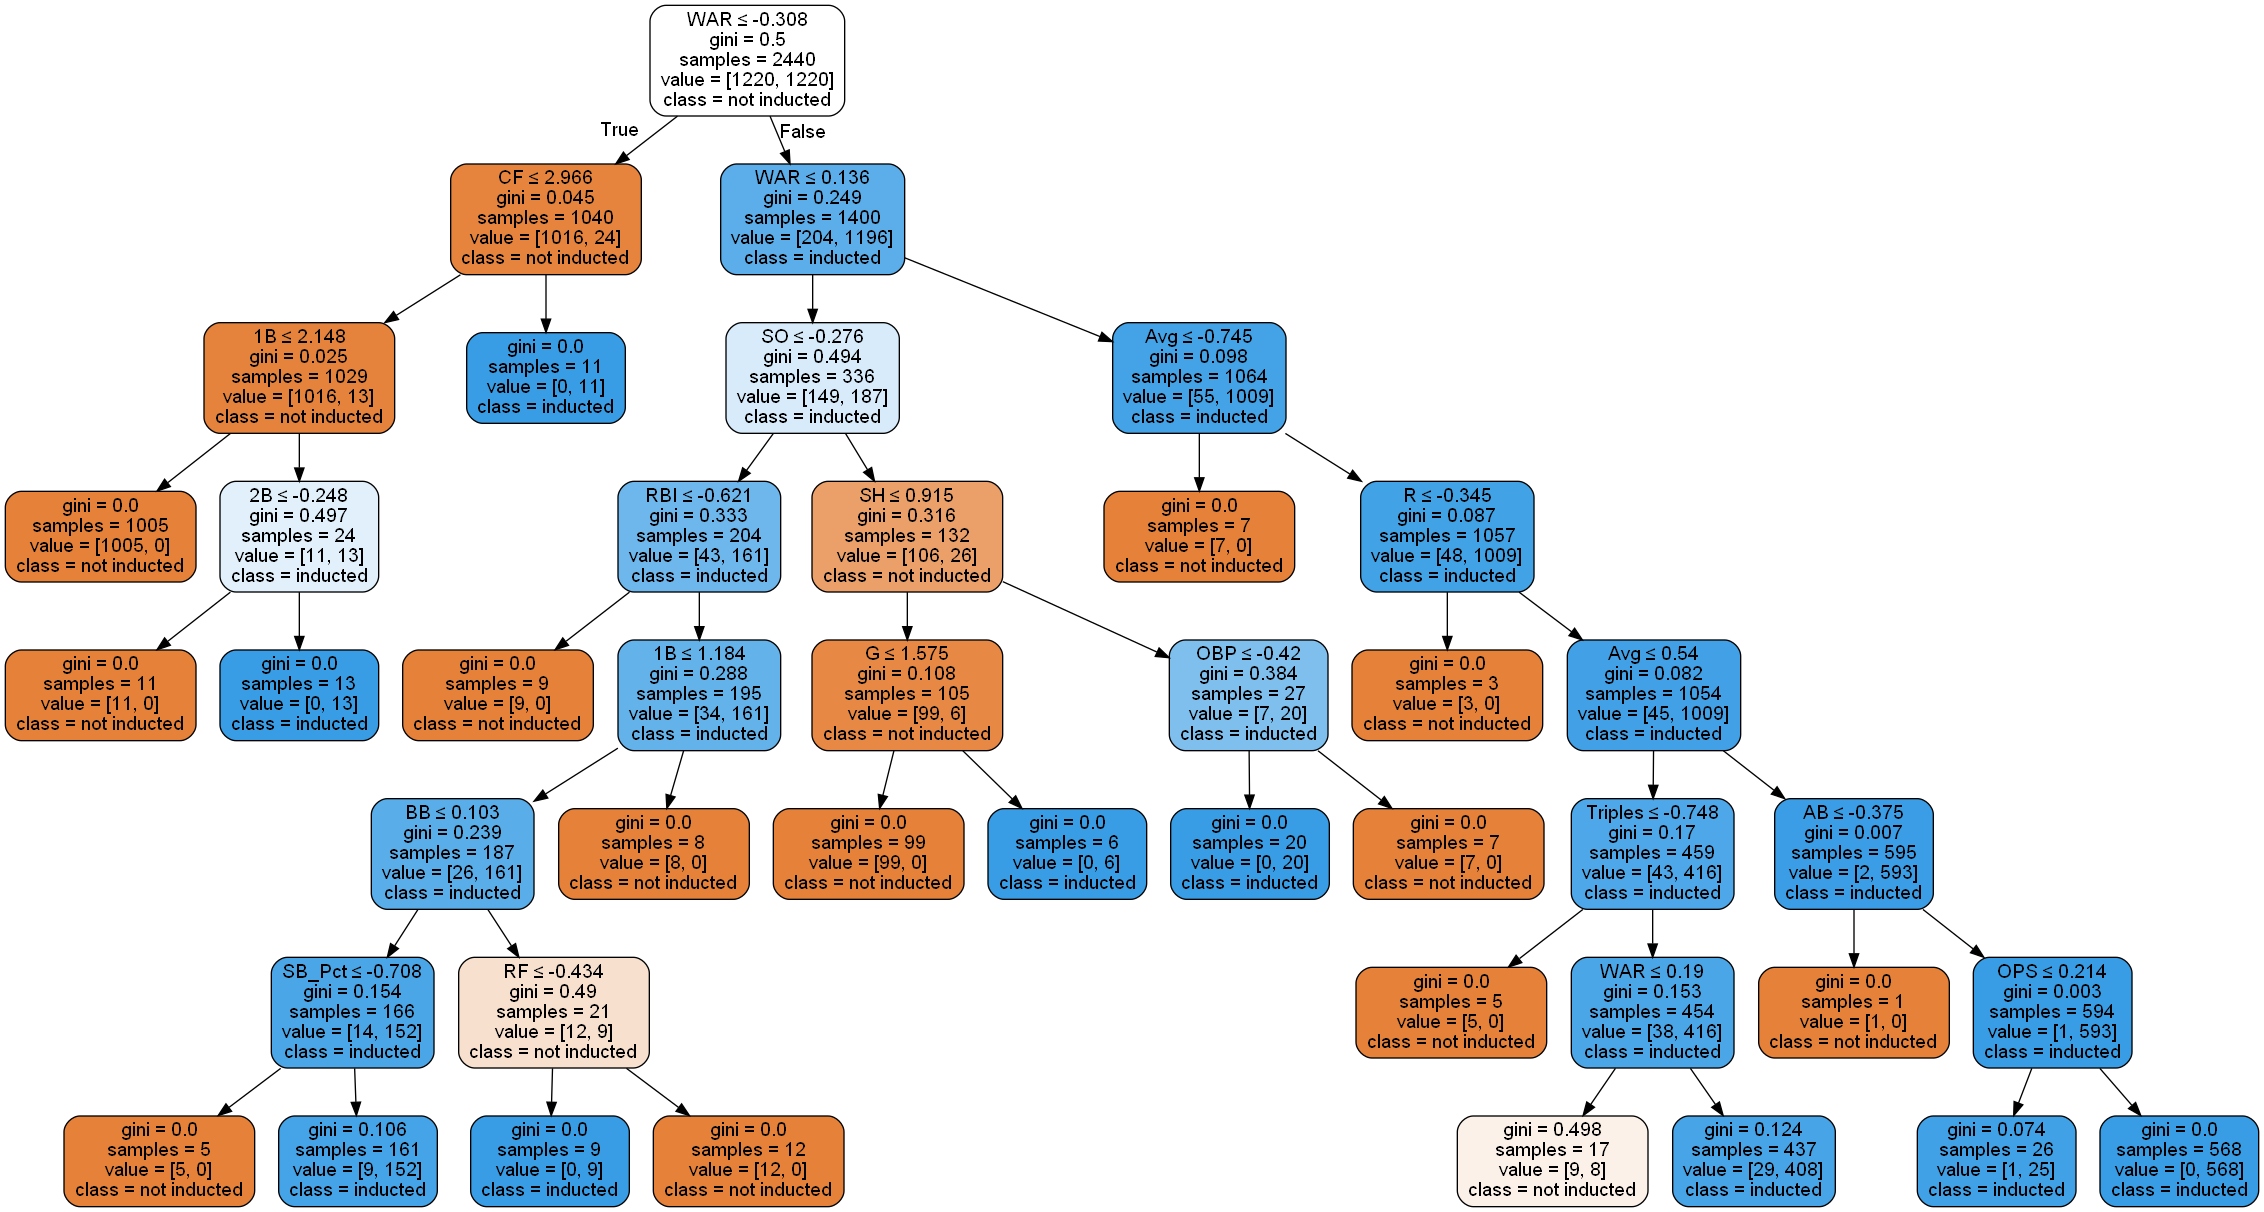 WAR ≤ -0.308
gini = 0.5
samples = 2440
value = [1220, 1220]
class = not inducted
True
False
CF ≤ 2.966
gini = 0.045
samples = 1040
value = [1016, 24]
class = not inducted
WAR ≤ 0.136
gini = 0.249
samples = 1400
value = [204, 1196]
class = inducted
1B ≤ 2.148
gini = 0.025
samples = 1029
value = [1016, 13]
class = not inducted
gini = 0.0
samples = 11
value = [0, 11]
class = inducted
SO ≤ -0.276
gini = 0.494
samples = 336
value = [149, 187]
class = inducted
Avg ≤ -0.745
gini = 0.098
samples = 1064
value = [55, 1009]
class = inducted
gini = 0.0
samples = 1005
value = [1005, 0]
class = not inducted
2B ≤ -0.248
gini = 0.497
samples = 24
value = [11, 13]
class = inducted
RBI ≤ -0.621
gini = 0.333
samples = 204
value = [43, 161]
class = inducted
SH ≤ 0.915
gini = 0.316
samples = 132
value = [106, 26]
class = not inducted
gini = 0.0
samples = 7
value = [7, 0]
class = not inducted
R ≤ -0.345
gini = 0.087
samples = 1057
value = [48, 1009]
class = inducted
gini = 0.0
samples = 11
value = [11, 0]
class = not inducted
gini = 0.0
samples = 13
value = [0, 13]
class = inducted
gini = 0.0
samples = 9
value = [9, 0]
class = not inducted
1B ≤ 1.184
gini = 0.288
samples = 195
value = [34, 161]
class = inducted
G ≤ 1.575
gini = 0.108
samples = 105
value = [99, 6]
class = not inducted
OBP ≤ -0.42
gini = 0.384
samples = 27
value = [7, 20]
class = inducted
gini = 0.0
samples = 3
value = [3, 0]
class = not inducted
Avg ≤ 0.54
gini = 0.082
samples = 1054
value = [45, 1009]
class = inducted
BB ≤ 0.103
gini = 0.239
samples = 187
value = [26, 161]
class = inducted
gini = 0.0
samples = 8
value = [8, 0]
class = not inducted
gini = 0.0
samples = 99
value = [99, 0]
class = not inducted
gini = 0.0
samples = 6
value = [0, 6]
class = inducted
gini = 0.0
samples = 20
value = [0, 20]
class = inducted
gini = 0.0
samples = 7
value = [7, 0]
class = not inducted
Triples ≤ -0.748
gini = 0.17
samples = 459
value = [43, 416]
class = inducted
AB ≤ -0.375
gini = 0.007
samples = 595
value = [2, 593]
class = inducted
SB_Pct ≤ -0.708
gini = 0.154
samples = 166
value = [14, 152]
class = inducted
RF ≤ -0.434
gini = 0.49
samples = 21
value = [12, 9]
class = not inducted
gini = 0.0
samples = 5
value = [5, 0]
class = not inducted
WAR ≤ 0.19
gini = 0.153
samples = 454
value = [38, 416]
class = inducted
gini = 0.0
samples = 1
value = [1, 0]
class = not inducted
OPS ≤ 0.214
gini = 0.003
samples = 594
value = [1, 593]
class = inducted
gini = 0.0
samples = 5
value = [5, 0]
class = not inducted
gini = 0.106
samples = 161
value = [9, 152]
class = inducted
gini = 0.0
samples = 9
value = [0, 9]
class = inducted
gini = 0.0
samples = 12
value = [12, 0]
class = not inducted
gini = 0.498
samples = 17
value = [9, 8]
class = not inducted
gini = 0.124
samples = 437
value = [29, 408]
class = inducted
gini = 0.074
samples = 26
value = [1, 25]
class = inducted
gini = 0.0
samples = 568
value = [0, 568]
class = inducted